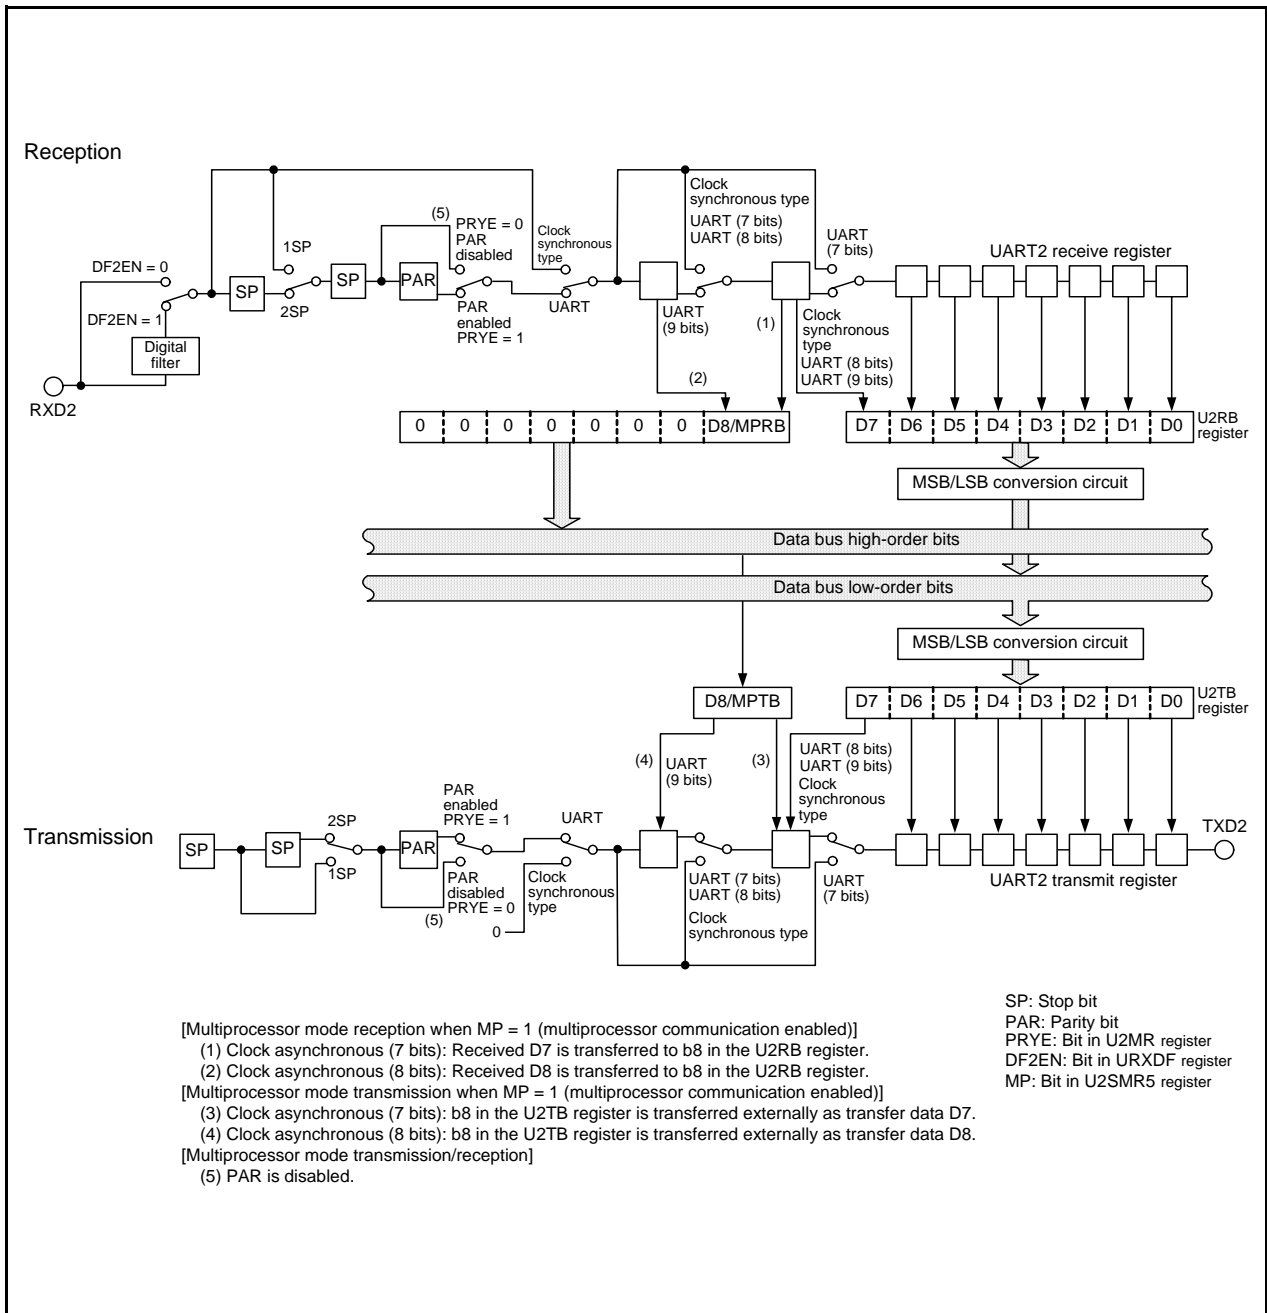 Reception
Clock
synchronous type
UART (7 bits)
UART (8 bits)
(5)
PRYE = 0
PAR
disabled
Clock
synchronous
type
UART
(7 bits)
UART2 receive register
1SP
DF2EN = 0
SP
SP
PAR
2SP
PAR
enabled
PRYE = 1
UART
UART
(9 bits)
(1)
Clock
synchronous
type
UART (8 bits)
UART (9 bits)
DF2EN = 1
Digital
filter
(2)
RXD2
0 0 0 0 0 0 0 D8/MPRB
D7 D6 D5 D4 D3 D2 D1 D0
U2RB
register
MSB/LSB conversion circuit
Data bus high-order bits
Data bus low-order bits
MSB/LSB conversion circuit
D8/MPTB
D7 D6 D5 D4 D3 D2 D1 D0
U2TB
register
(4)
UART
(9 bits)
(3)
UART (8 bits)
UART (9 bits)
Clock
synchronous
type
PAR
enabled
PRYE = 1
2SP
UART
TXD2
Transmission
SP
SP
PAR
1SP
PAR
disabled
PRYE = 0
(5)
Clock
synchronous
type
0
UART (7 bits)
UART (8 bits)
Clock
synchronous type
UART
(7 bits)
UART2 transmit register
SP: Stop bit
PAR: Parity bit
PRYE: Bit in U2MR register
DF2EN: Bit in URXDF register
MP: Bit in U2SMR5 register
[Multiprocessor mode reception when MP = 1 (multiprocessor communication enabled)]
(1) Clock asynchronous (7 bits): Received D7 is transferred to b8 in the U2RB register.
(2) Clock asynchronous (8 bits): Received D8 is transferred to b8 in the U2RB register.
[Multiprocessor mode transmission when MP = 1 (multiprocessor communication enabled)]
(3) Clock asynchronous (7 bits): b8 in the U2TB register is transferred externally as transfer data D7.
(4) Clock asynchronous (8 bits): b8 in the U2TB register is transferred externally as transfer data D8.
[Multiprocessor mode transmission/reception]
(5) PAR is disabled.